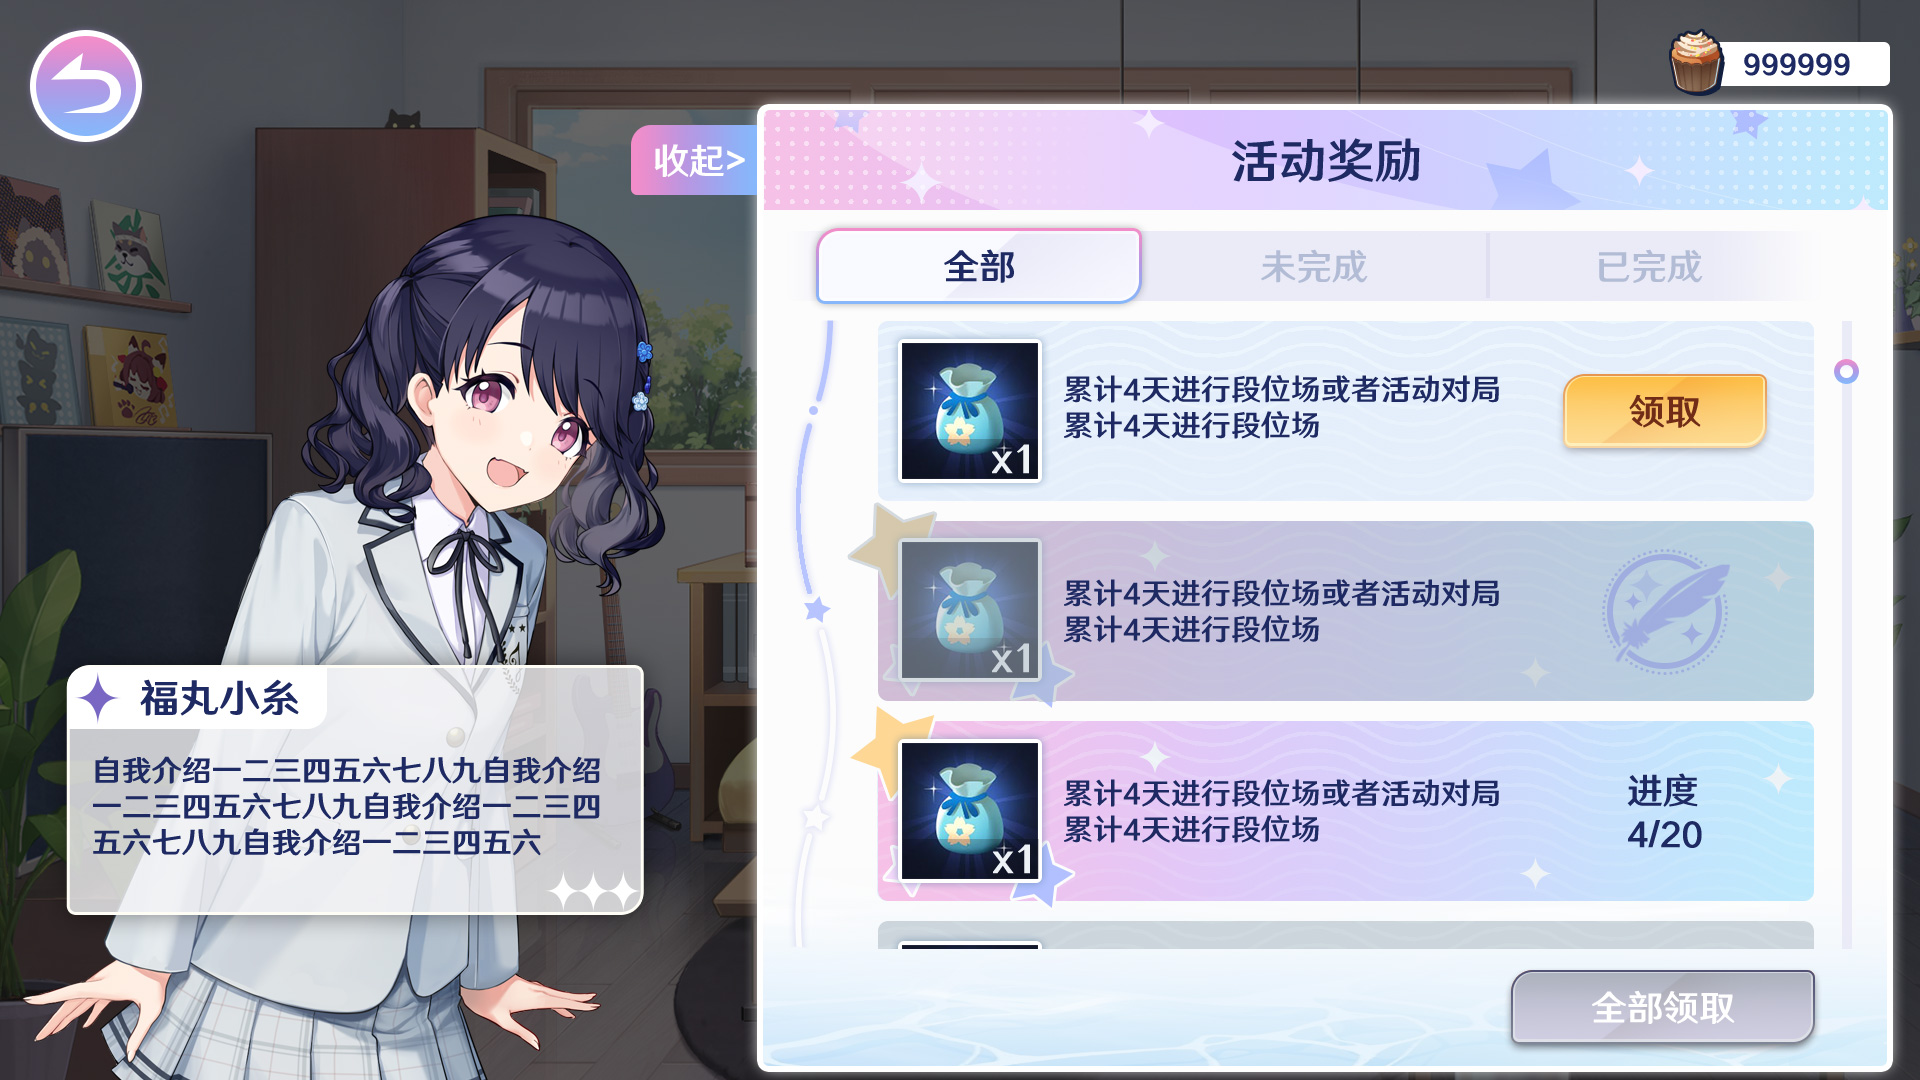 999999
收起>
活动奖励
全部
未完成
已完成
累计4天进行段位场或者活动对局
累计4天进行段位场
x1
领取
累计4天进行段位场或者活动对局
累计4天进行段位场
x1
累计4天进行段位场或者活动对局
累计4天进行段位场
x1
进度
4/20
全部领取
福丸小糸
自我介绍一二三四五六七八九自我介绍
一二三四五六七八九自我介绍一二三四
五六七八九自我介绍一二三四五六